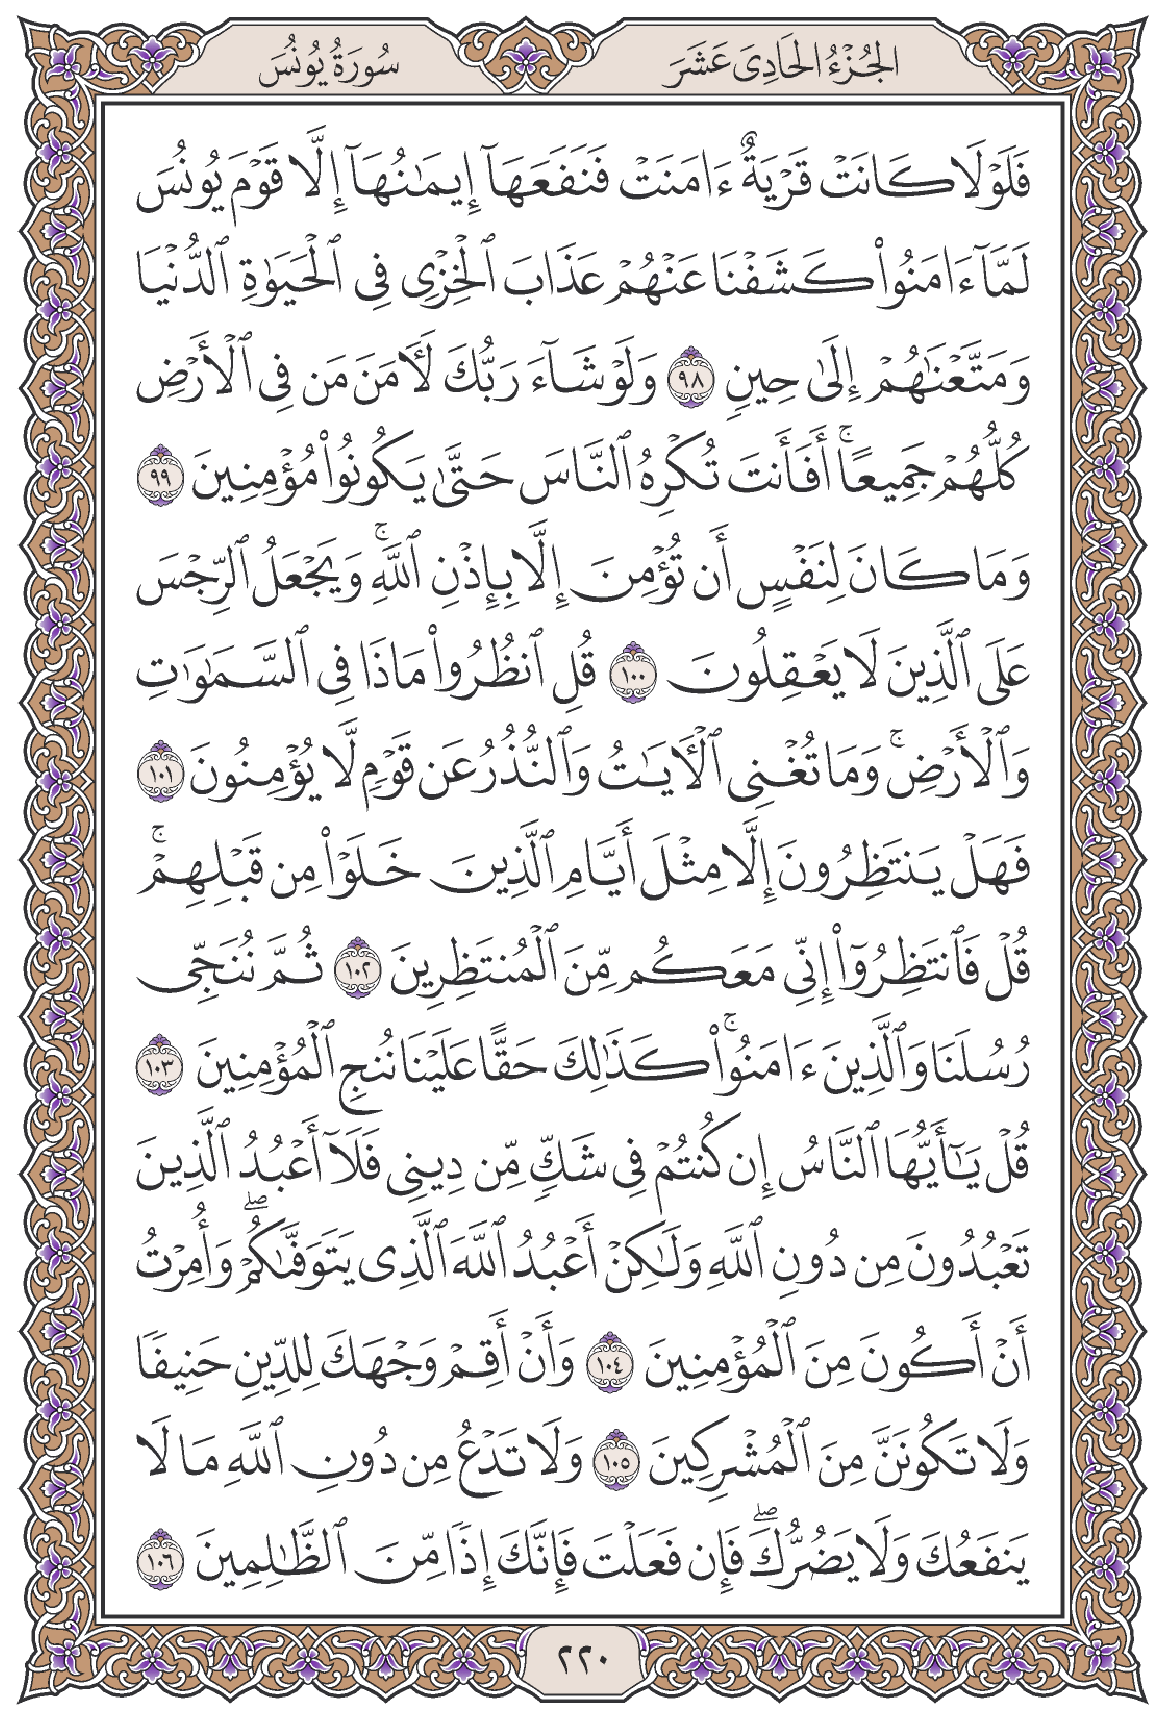 الجُزْءُ الحَادِىَ عَشَرَ
سُورَةُ يُونُسَ
فَلَوْلَا كَانَتْ قَرْيَةٌ ءَامَنَتْ فَنَفَعَهَآ إِيمَٰنُهَآ إِلَّا قَوْمَ يُونُسَ
لَمَّآ ءَامَنُوا۟ كَشَفْنَا عَنْهُمْ عَذَابَ ٱلْخِزْىِ فِى ٱلْحَيَوٰةِ ٱلدُّنْيَا
وَمَتَّعْنَٰهُمْ إِلَىٰ حِينٍ ٩٨ وَلَوْ شَآءَ رَبُّكَ لَـَٔامَنَ مَن فِى ٱلْأَرْضِ
كُلُّهُمْ جَمِيعًا ۚ أَفَأَنتَ تُكْرِهُ ٱلنَّاسَ حَتَّىٰ يَكُونُوا۟ مُؤْمِنِينَ ٩٩
وَمَا كَانَ لِنَفْسٍ أَن تُؤْمِنَ إِلَّا بِإِذْنِ ٱللَّهِ ۚ وَيَجْعَلُ ٱلرِّجْسَ
عَلَى ٱلَّذِينَ لَا يَعْقِلُونَ ١٠٠ قُلِ ٱنظُرُوا۟ مَاذَا فِى ٱلسَّمَٰوَٰتِ
وَٱلْأَرْضِ ۚ وَمَا تُغْنِى ٱلْـَٔايَٰتُ وَٱلنُّذُرُ عَن قَوْمٍ لَّا يُؤْمِنُونَ ١٠١
فَهَلْ يَنتَظِرُونَ إِلَّا مِثْلَ أَيَّامِ ٱلَّذِينَ خَلَوْا۟ مِن قَبْلِهِمْ ۚ
قُلْ فَٱنتَظِرُوٓا۟ إِنِّى مَعَكُم مِّنَ ٱلْمُنتَظِرِينَ ١٠٢ ثُمَّ نُنَجِّى
رُسُلَنَا وَٱلَّذِينَ ءَامَنُوا۟ ۚ كَذَٰلِكَ حَقًّا عَلَيْنَا نُنجِ ٱلْمُؤْمِنِينَ ١٠٣
قُلْ يَٰٓأَيُّهَا ٱلنَّاسُ إِن كُنتُمْ فِى شَكٍّ مِّن دِينِى فَلَآ أَعْبُدُ ٱلَّذِينَ
تَعْبُدُونَ مِن دُونِ ٱللَّهِ وَلَٰكِنْ أَعْبُدُ ٱللَّهَ ٱلَّذِى يَتَوَفَّىٰكُمْ ۖ وَأُمِرْتُ
أَنْ أَكُونَ مِنَ ٱلْمُؤْمِنِينَ ١٠٤ وَأَنْ أَقِمْ وَجْهَكَ لِلدِّينِ حَنِيفًا
وَلَا تَكُونَنَّ مِنَ ٱلْمُشْرِكِينَ ١٠٥ وَلَا تَدْعُ مِن دُونِ ٱللَّهِ مَا لَا
يَنفَعُكَ وَلَا يَضُرُّكَ ۖ فَإِن فَعَلْتَ فَإِنَّكَ إِذًا مِّنَ ٱلظَّٰلِمِينَ ١٠٦
٢٢٠